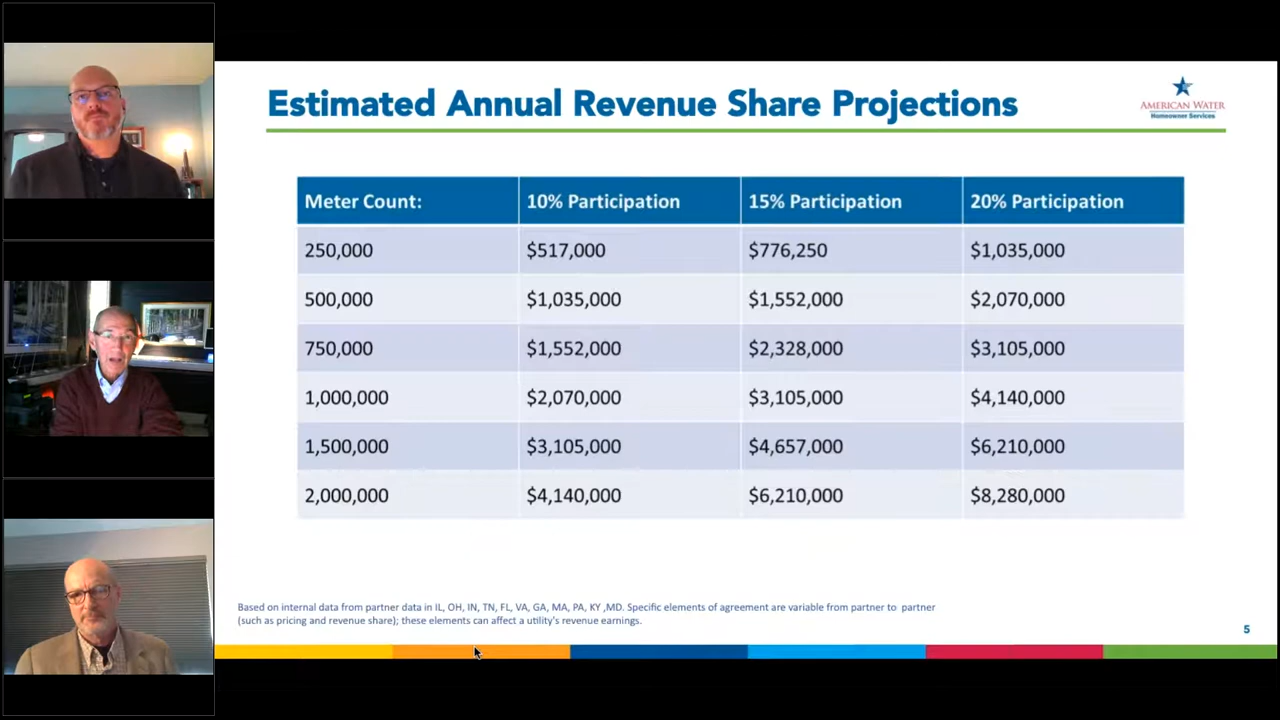 Estimated Annual Revenue Share Projections
AMERICAN WATER
Homeowner Services
Meter Count: 10% Participation 15% Participation 20% Participation
250,000 $517,000 $776,250 $1,035,000
500,000 $1,035,000 $1,552,000 $2,070,000
750,000 $1,552,000 $2,328,000 $3,105,000
1,000,000 $2,070,000 $3,105,000 $4,140,000
1,500,000 $3,105,000 $4,657,000 $6,210,000
2,000,000 $4,140,000 $6,210,000 $8,280,000
Based on internal data from partner data in IL, OH, IN, TN, FL, VA, GA, MA, PA, KY ,MD. Specific elements of agreement are variable from partner to partner
(such as pricing and revenue share); these elements can affect a utility's revenue earnings.
5